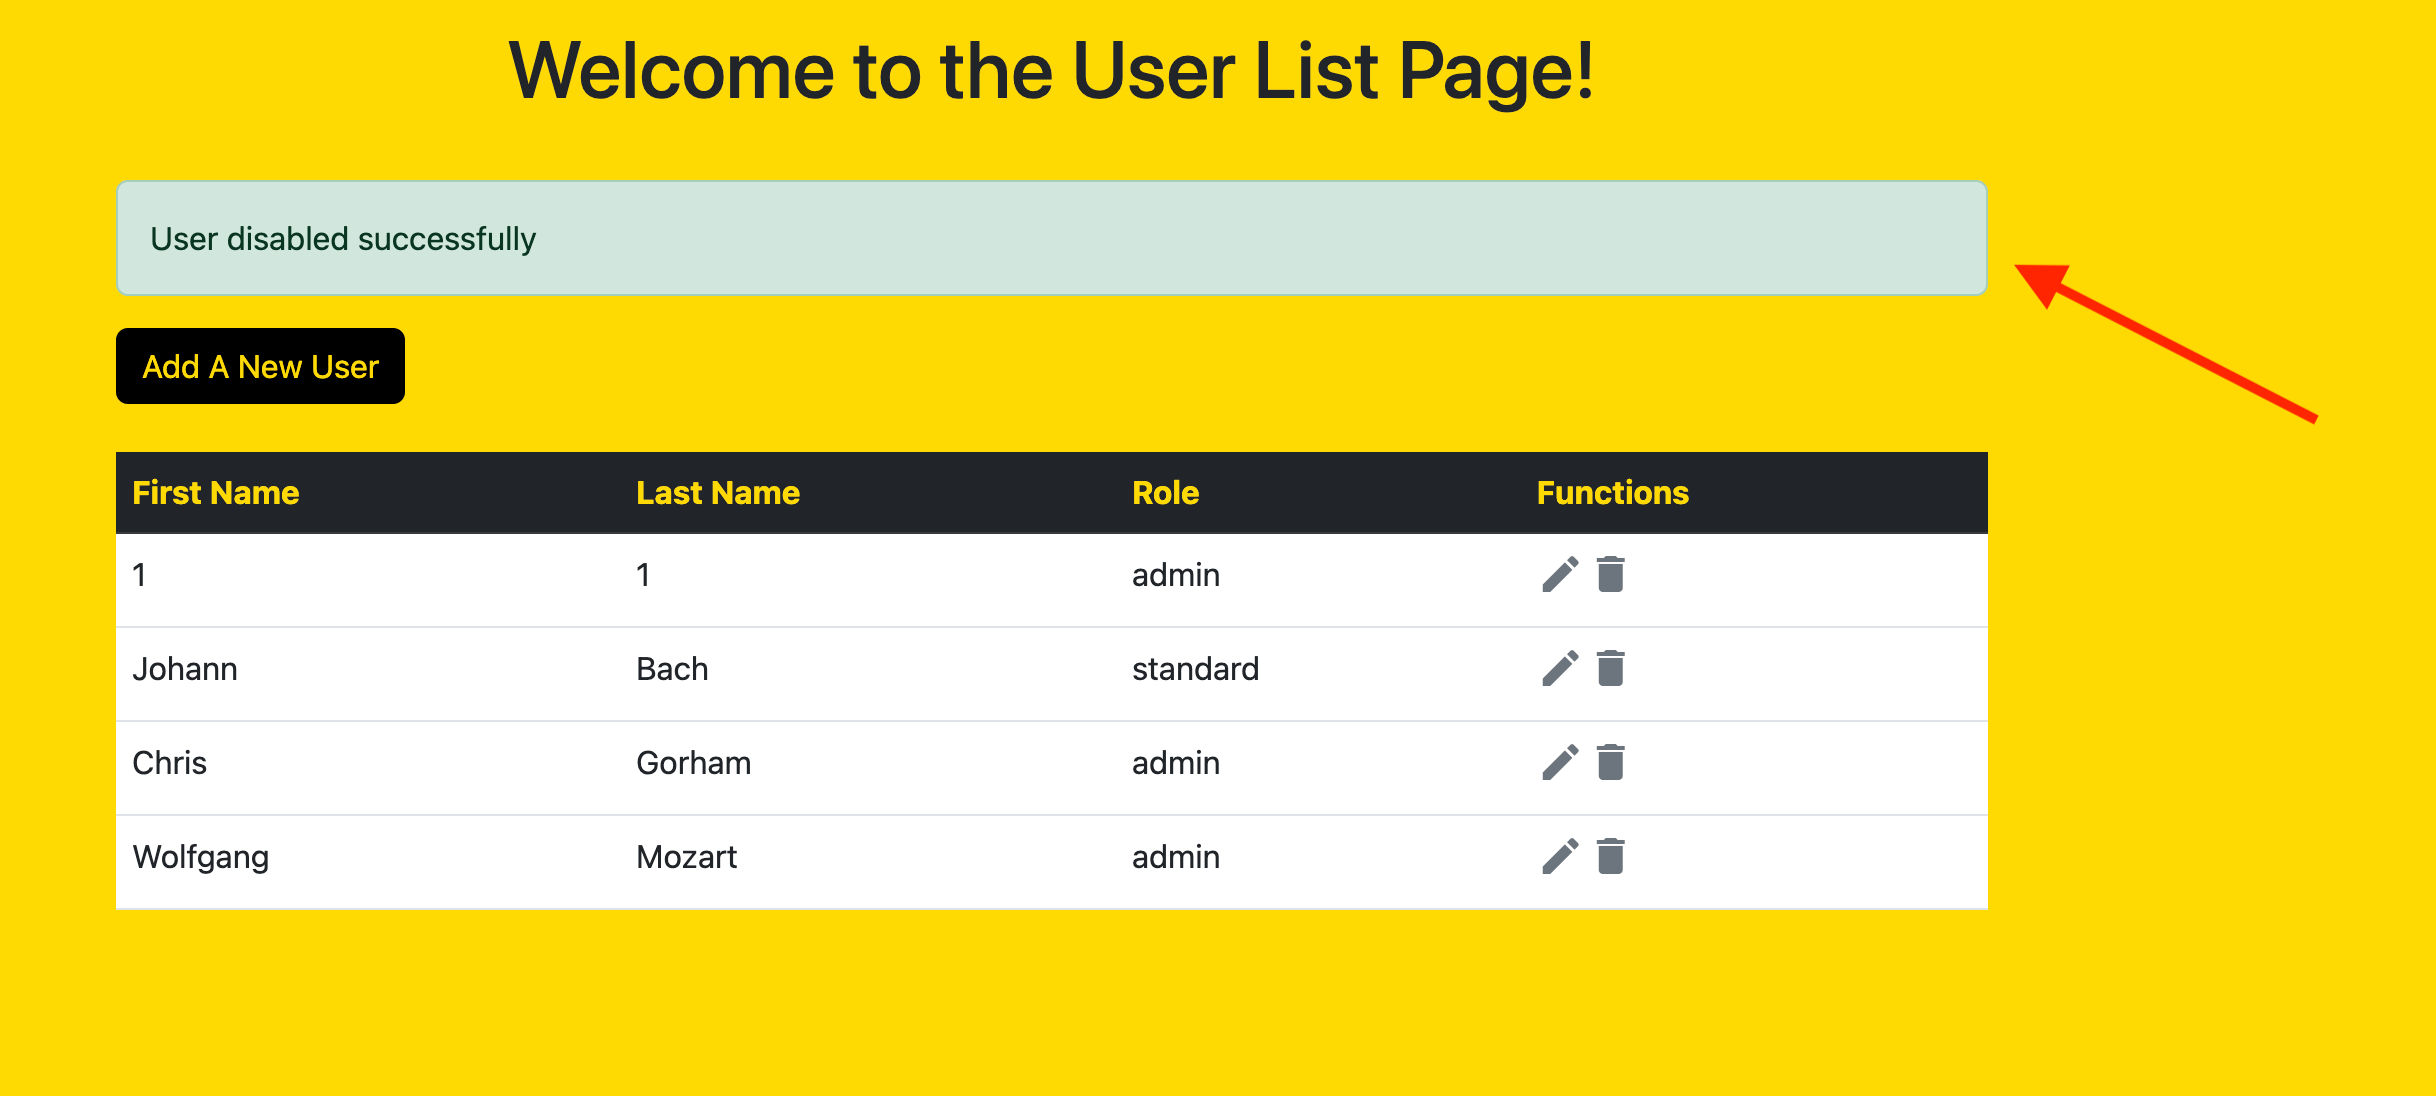 Welcome to the User List Page!
User disabled successfully
Add A New User
First Name Last Name Role Functions
1 1 admin
Johann Bach standard
Chris Gorham admin
Wolfgang Mozart admin